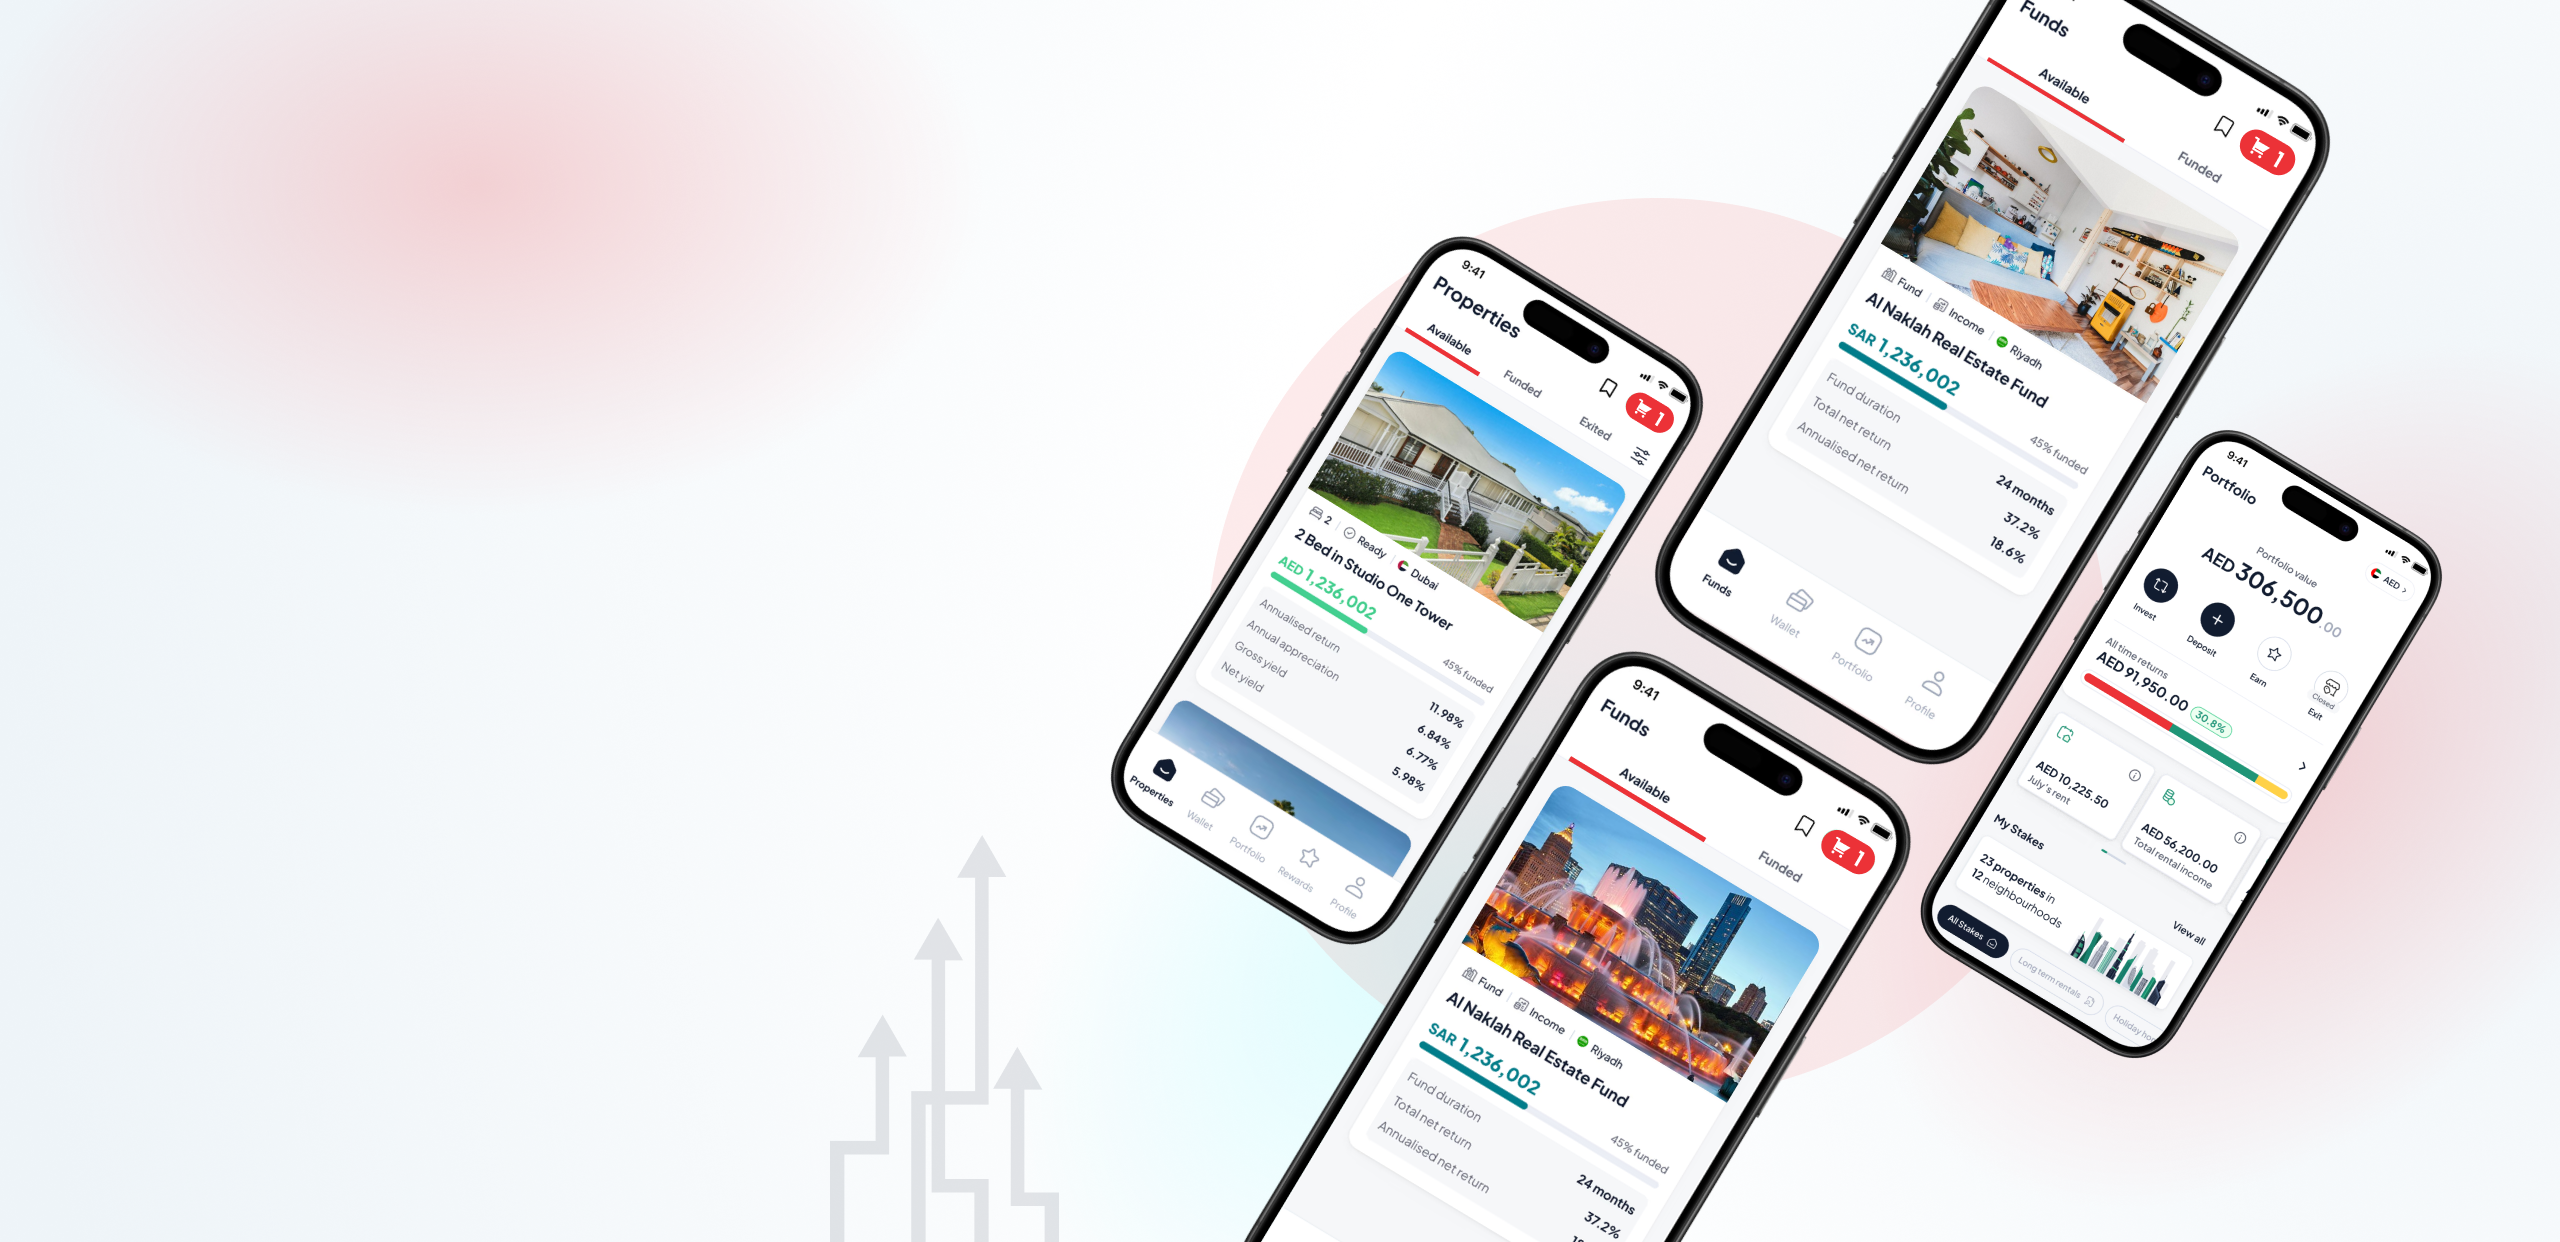 9:41
Properties
1
Available
Funded
Exited
2
Ready
Dubai
2 Bed in Studio One Tower
AED 1,236,002
45% funded
Annualised return
11.98%
Annual appreciation
6.84%
Gross yield
6.77%
Net yield
5.98%
Properties
Wallet
Portfolio
Rewards
Profile
Funds
1
Available
Funded
Fund
Income
Riyadh
Al Naklah Real Estate Fund
SAR 1,236,002
45% funded
Fund duration
24 months
Total net return
37.2%
Annualised net return
18.6%
Funds
Wallet
Portfolio
Profile
9:41
Funds
1
Available
Funded
Fund
Income
Riyadh
Al Naklah Real Estate Fund
SAR 1,236,002
45% funded
Fund duration
24 months
Total net return
37.2%
Annualised net return
9:41
Portfolio
AED
Portfolio value
AED 306,500.00
Invest
Deposit
Earn
Closed
Exit
All time returns
AED 91,950.00
30.8%
AED 10,225.50
July's rent
AED 56,200.00
Total rental income
My Stakes
View all
23 properties in
12 neighbourhoods
All Stakes
Long term rentals
Holiday